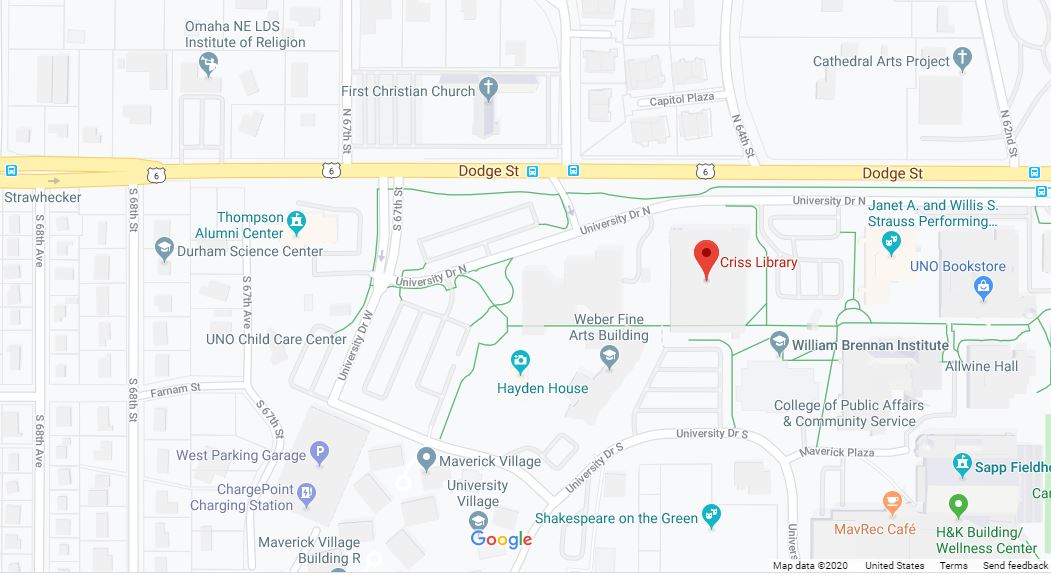 Omaha NE LDS
Institute of Religion
First Christian Church
N 67th St
Capitol Plaza
N 64th St
Cathedral Arts Project
N 62nd St
6
6
Dodge St
6
Dodge St
Strawhecker
S 68th Ave
S 68th St
Thompson
Alumni Center
Durham Science Center
S 67th St
University Dr N
University Dr N
Janet A. and Willis S.
Strauss Performing...
Criss Library
UNO Bookstore
University Dr N
S 67th Ave
UNO Child Care Center
University Dr W
Weber Fine
Arts Building
William Brennan Institute
Allwine Hall
Hayden House
Farnam St
S 68th St
S 67th St
S 68th Ave
College of Public Affairs
& Community Service
University Dr S
University Dr S
Maverick Plaza
West Parking Garage
P
Maverick Village
Sapp Fieldho
ChargePoint
Charging Station
University
Village
Shakespeare on the Green
MavRec Café
Car
H&K Building/
Wellness Center
Universi
Maverick Village
Building R
Google
Map data ©2020
United States
Terms
Send feedback